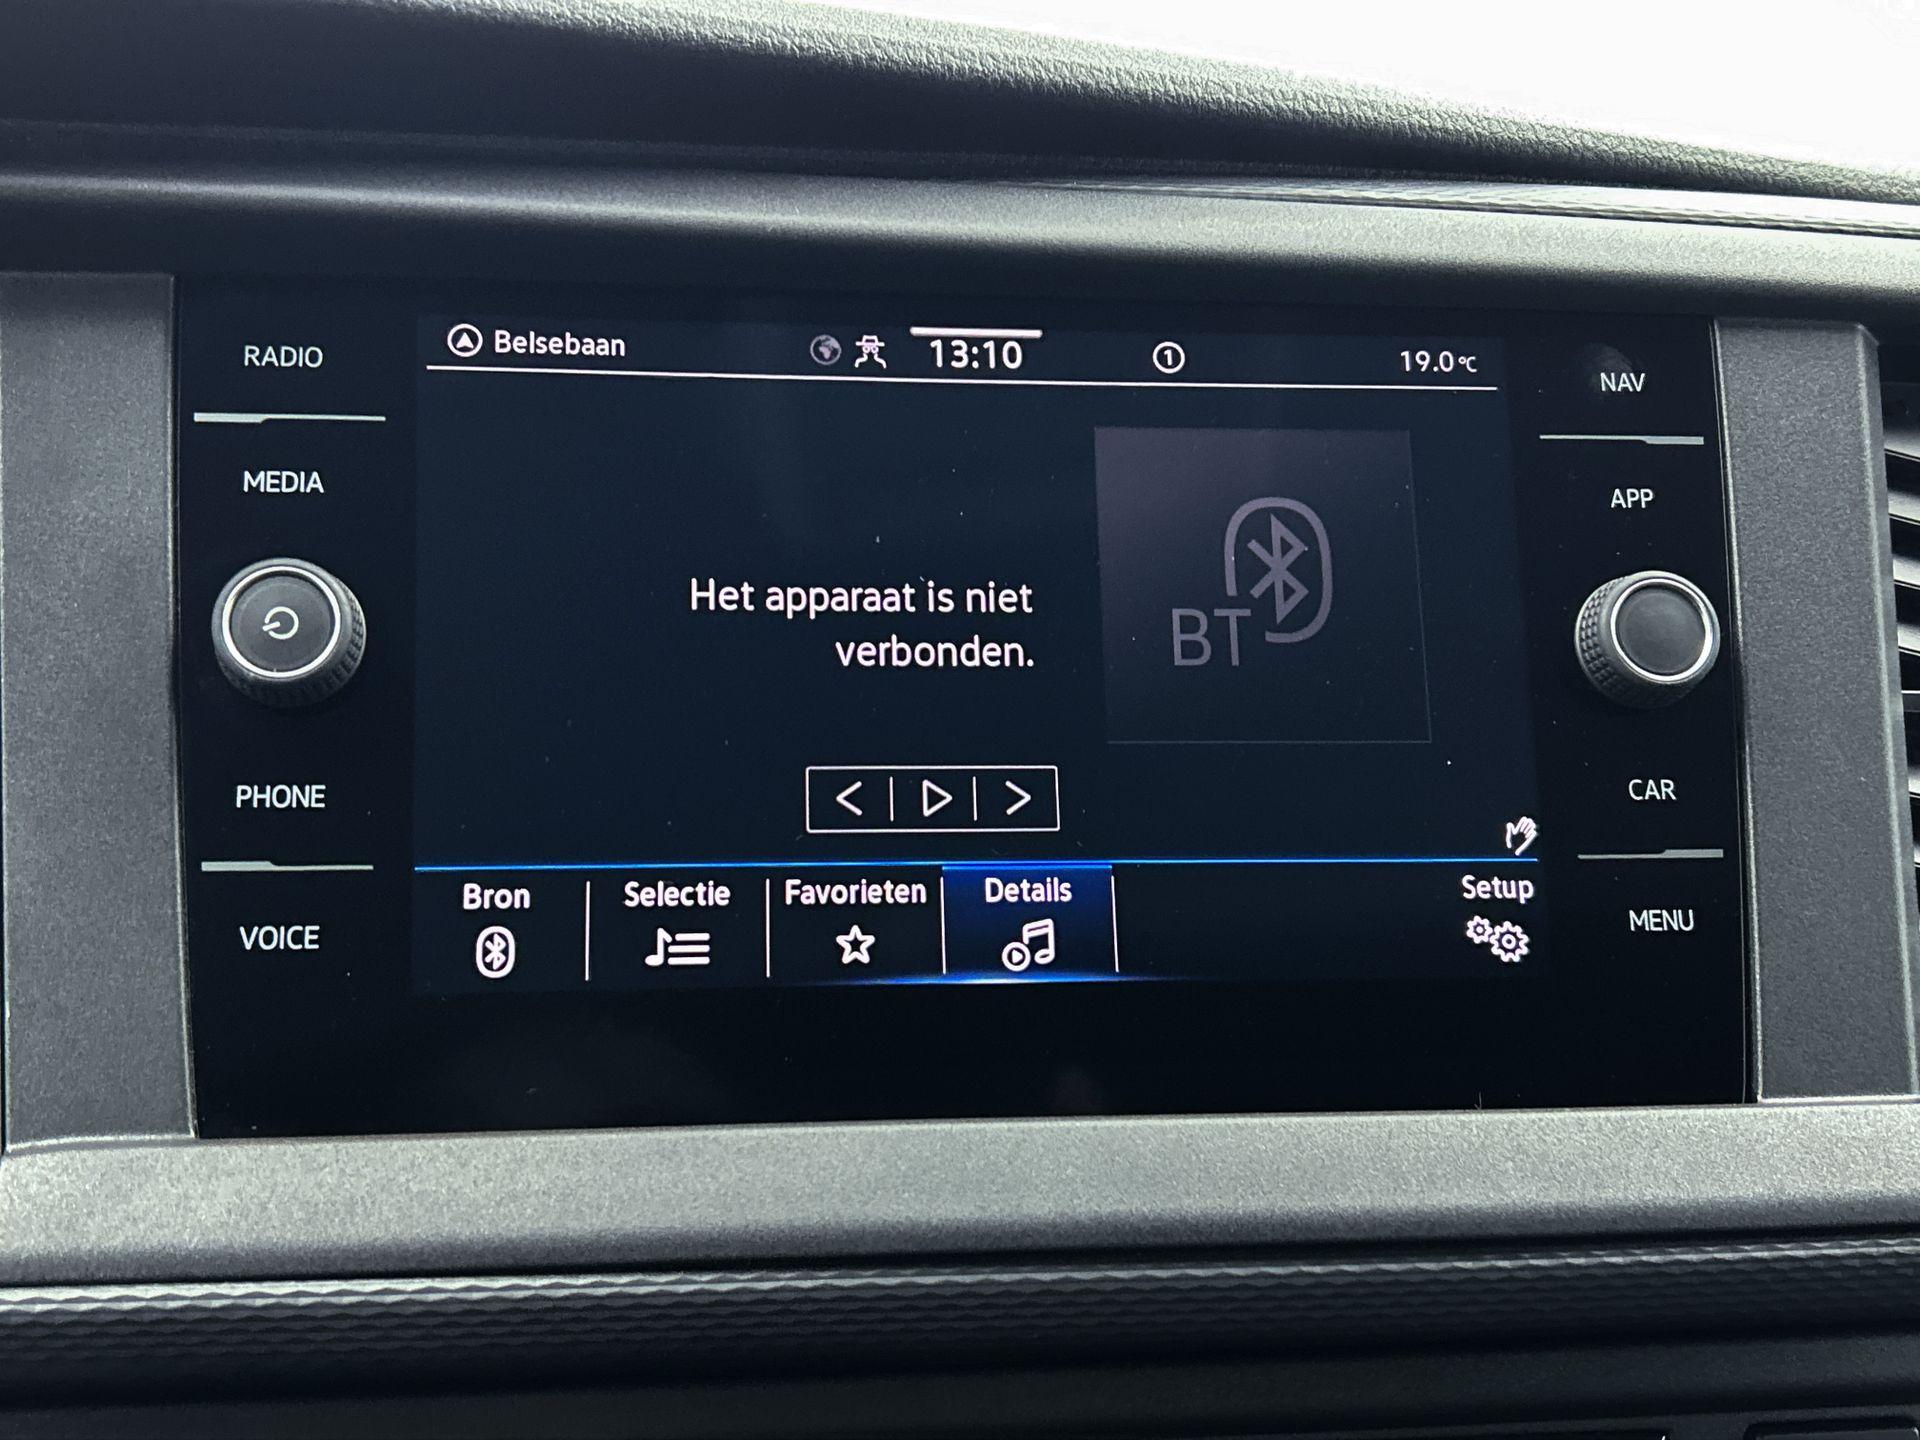 RADIO
MEDIA
PHONE
VOICE
Belsebaan
13:10
1
19.0°C
Het apparaat is niet
verbonden.
BT
Bron
Selectie
Favorieten
Details
Setup
NAV
APP
CAR
MENU